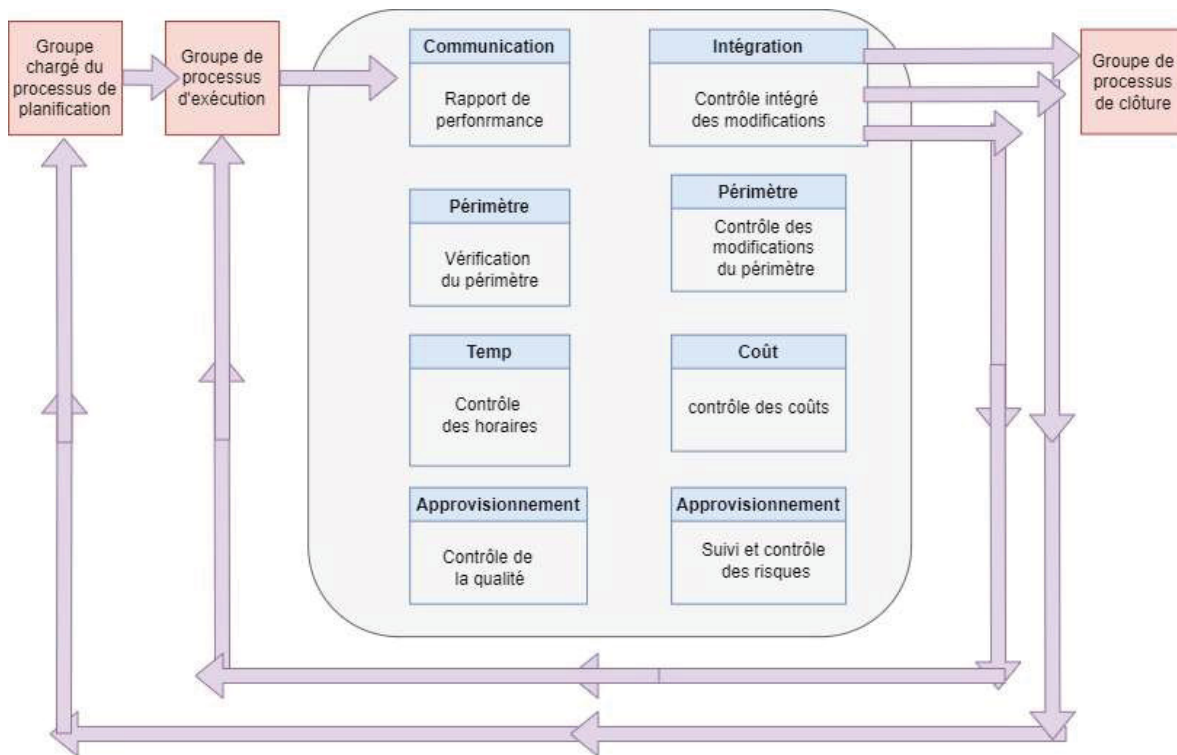 Groupe
chargé du
processus de
planification
Groupe de
processus
d'exécution
Communication
Rapport de
perfonrmance
Intégration
Contrôle intégré
des modifications
Groupe de
processus
de clôture
Périmètre
Vérification
du périmètre
Périmètre
Contrôle des
modifications
du périmètre
Temp
Contrôle
des horaires
Coût
contrôle des coûts
Approvisionnement
Contrôle de
la qualité
Approvisionnement
Suivi et contrôle
des risques